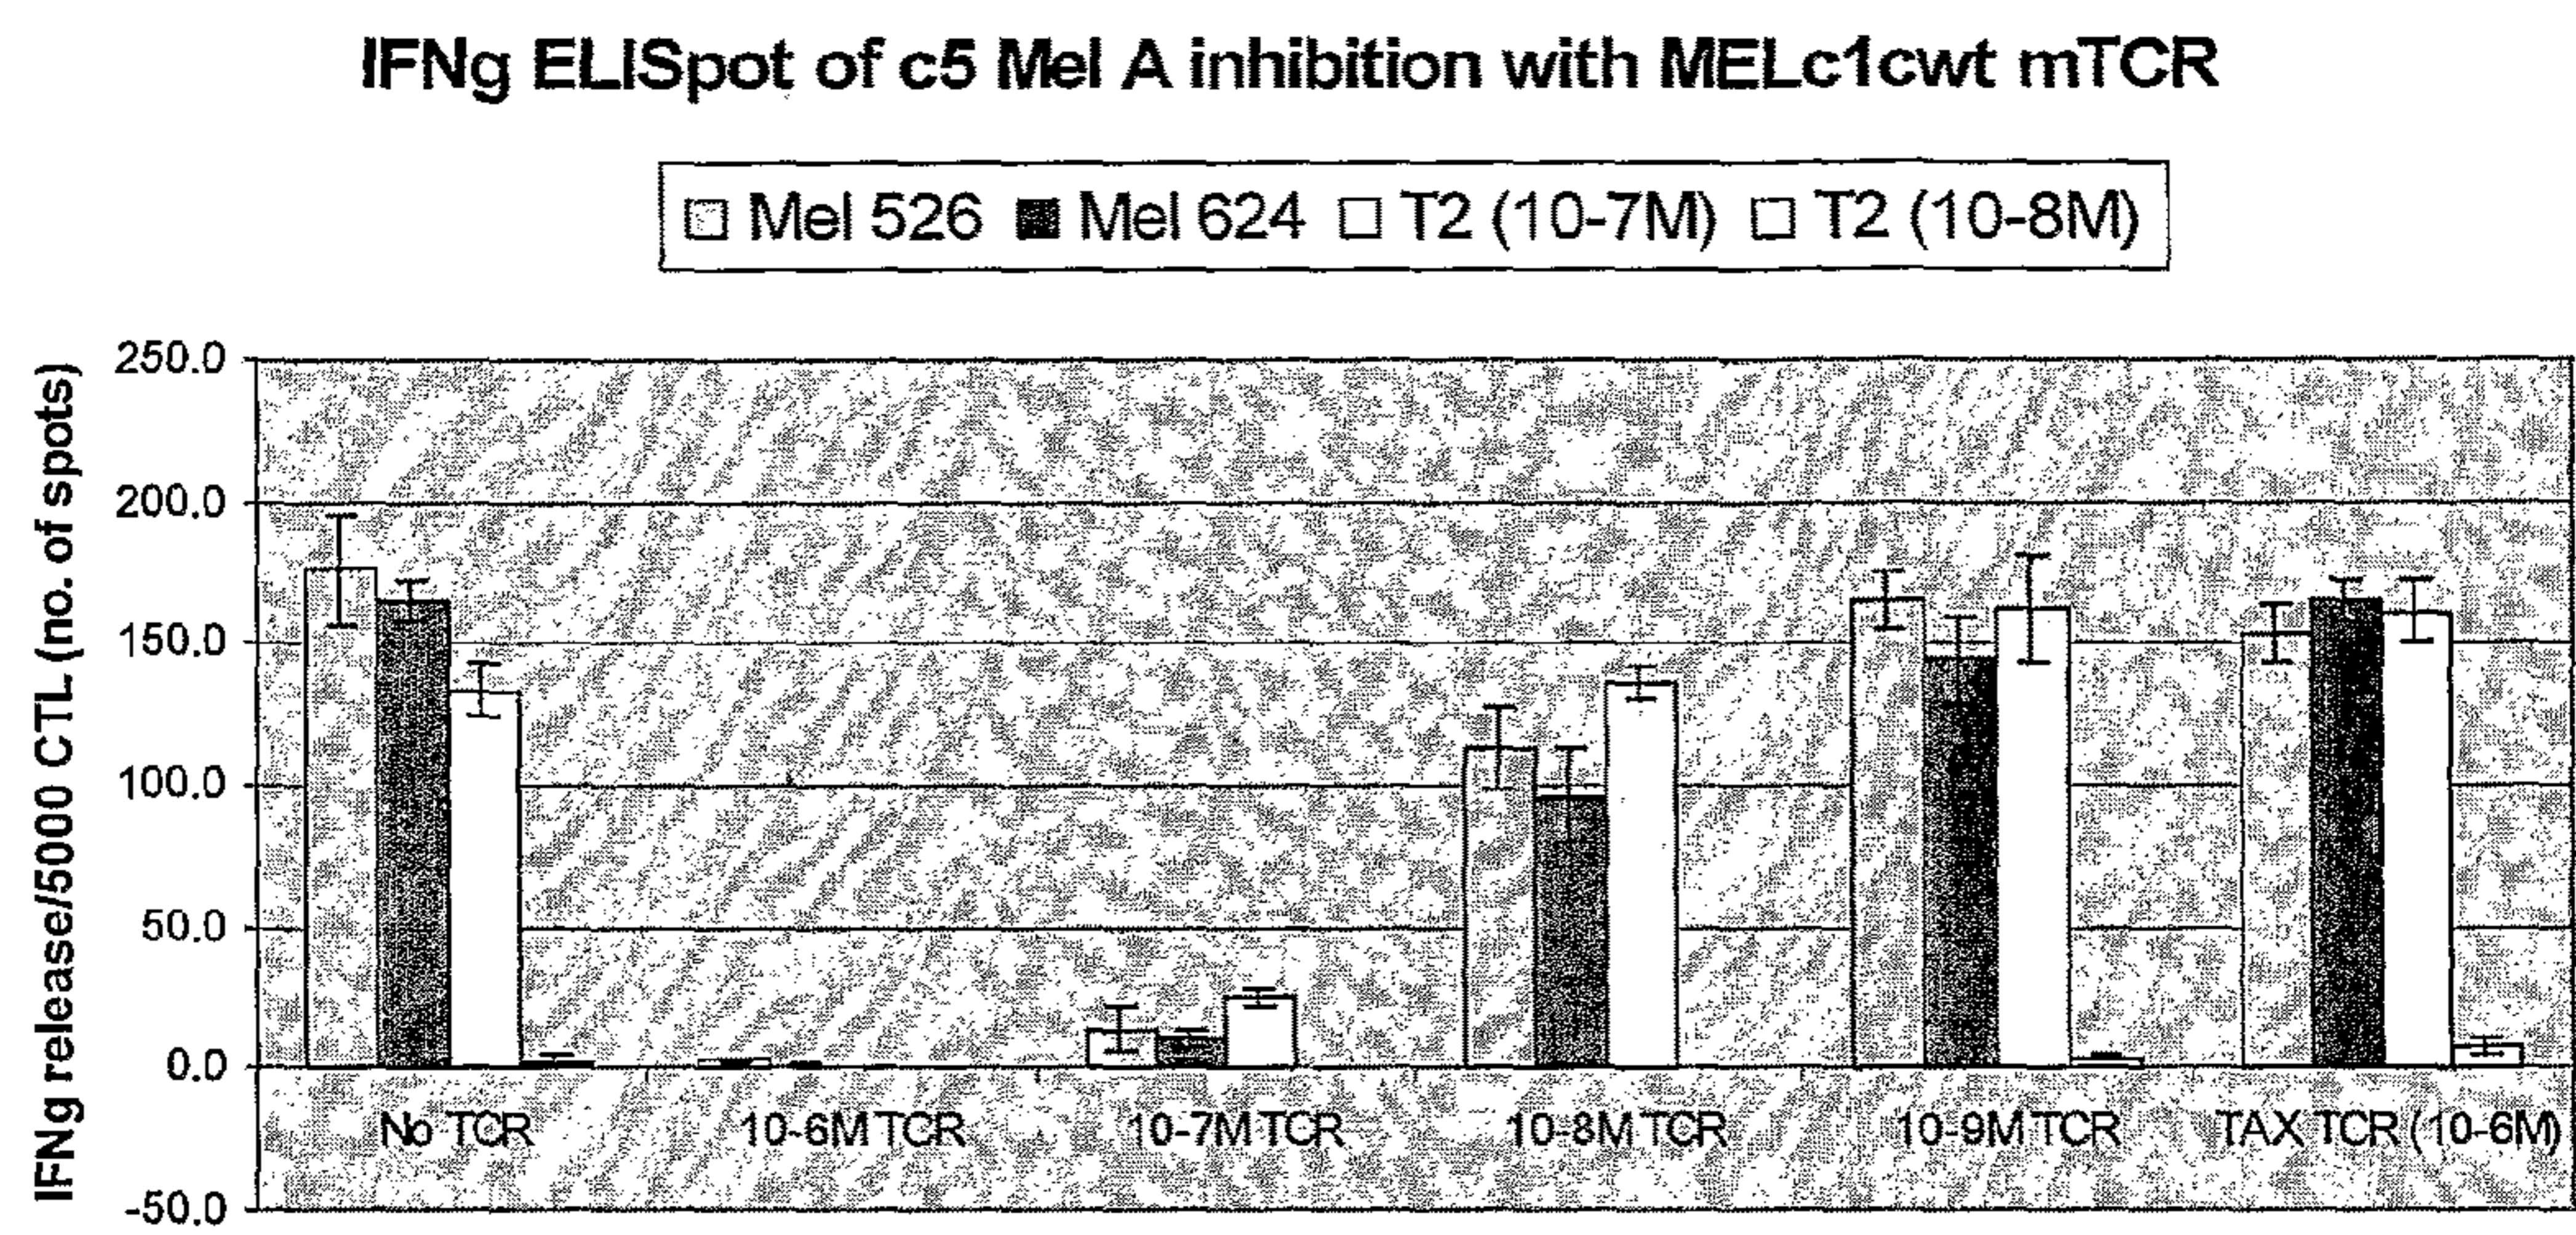 IFNg ELISpot of c5 Mel A inhibition with MELc1cwt mTCR
Mel 526 Mel 624 T2 (10-7M) T2 (10-8M)
IFNg release/5000 CTL (no. of spots)
250.0
200.0
150.0
100.0
50.0
0.0
-50.0
No TCR 10-6M TCR 10-7M TCR 10-8M TCR 10-9M TCR TAX TCR (10-6M)